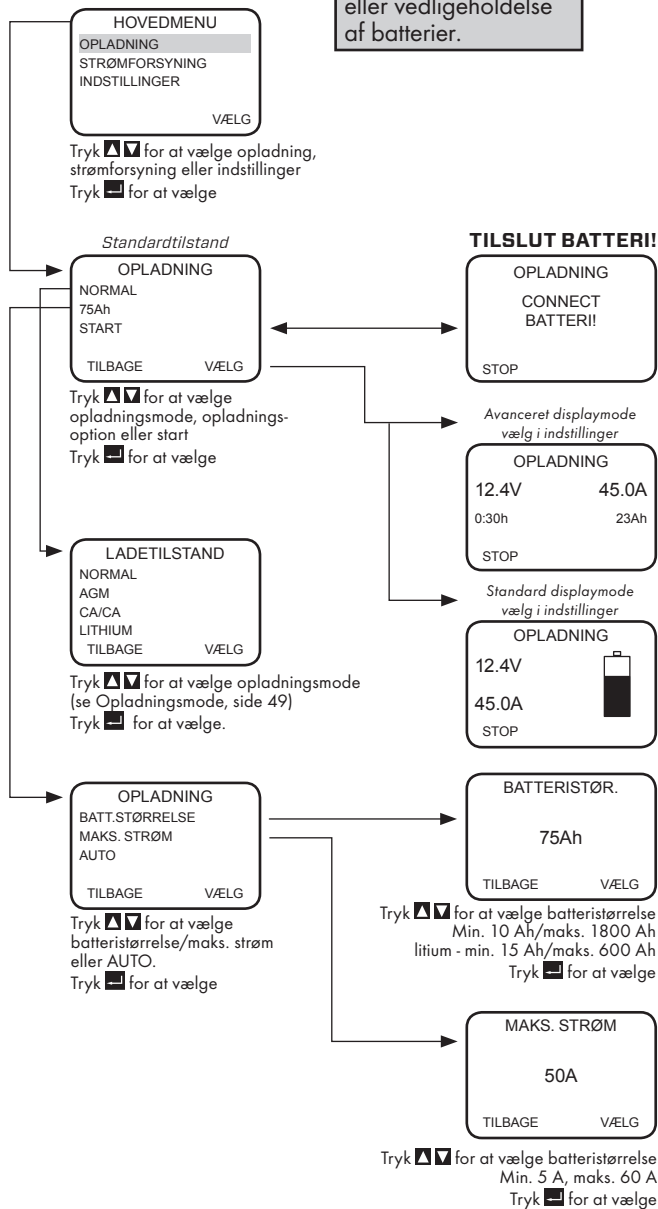 eller vedligeholdelse
af batterier.
HOVEDMENU
OPLADNING
STRØMFORSYNING
INDSTILLINGER
VÆLG
Tryk for at vælge opladning,
strømforsyning eller indstillinger
Tryk for at vælge
Standardtilstand
OPLADNING
NORMAL
75Ah
START
TILBAGE VÆLG
Tryk for at vælge
opladningsmode, opladnings-
option eller start
Tryk for at vælge
TILSLUT BATTERI!
OPLADNING
CONNECT
BATTERI!
STOP
Avanceret displaymode
vælg i indstillinger
OPLADNING
12.4V 45.0A
0:30h 23Ah
STOP
LADETILSTAND
NORMAL
AGM
CA/CA
LITHIUM
TILBAGE VÆLG
Tryk for at vælge opladningsmode
(se Opladningsmode, side 49)
Tryk for at vælge.
Standard displaymode
vælg i indstillinger
OPLADNING
12.4V
45.0A
STOP
OPLADNING
BATT.STØRRELSE
MAKS. STRØM
AUTO
TILBAGE VÆLG
Tryk for at vælge
batteristørrelse/maks. strøm
eller AUTO.
Tryk for at vælge
BATTERISTØR.
75Ah
TILBAGE VÆLG
Tryk for at vælge batteristørrelse
Min. 10 Ah/maks. 1800 Ah
litium - min. 15 Ah/maks. 600 Ah
Tryk for at vælge
MAKS. STRØM
50A
TILBAGE VÆLG
Tryk for at vælge batteristørrelse
Min. 5 A, maks. 60 A
Tryk for at vælge